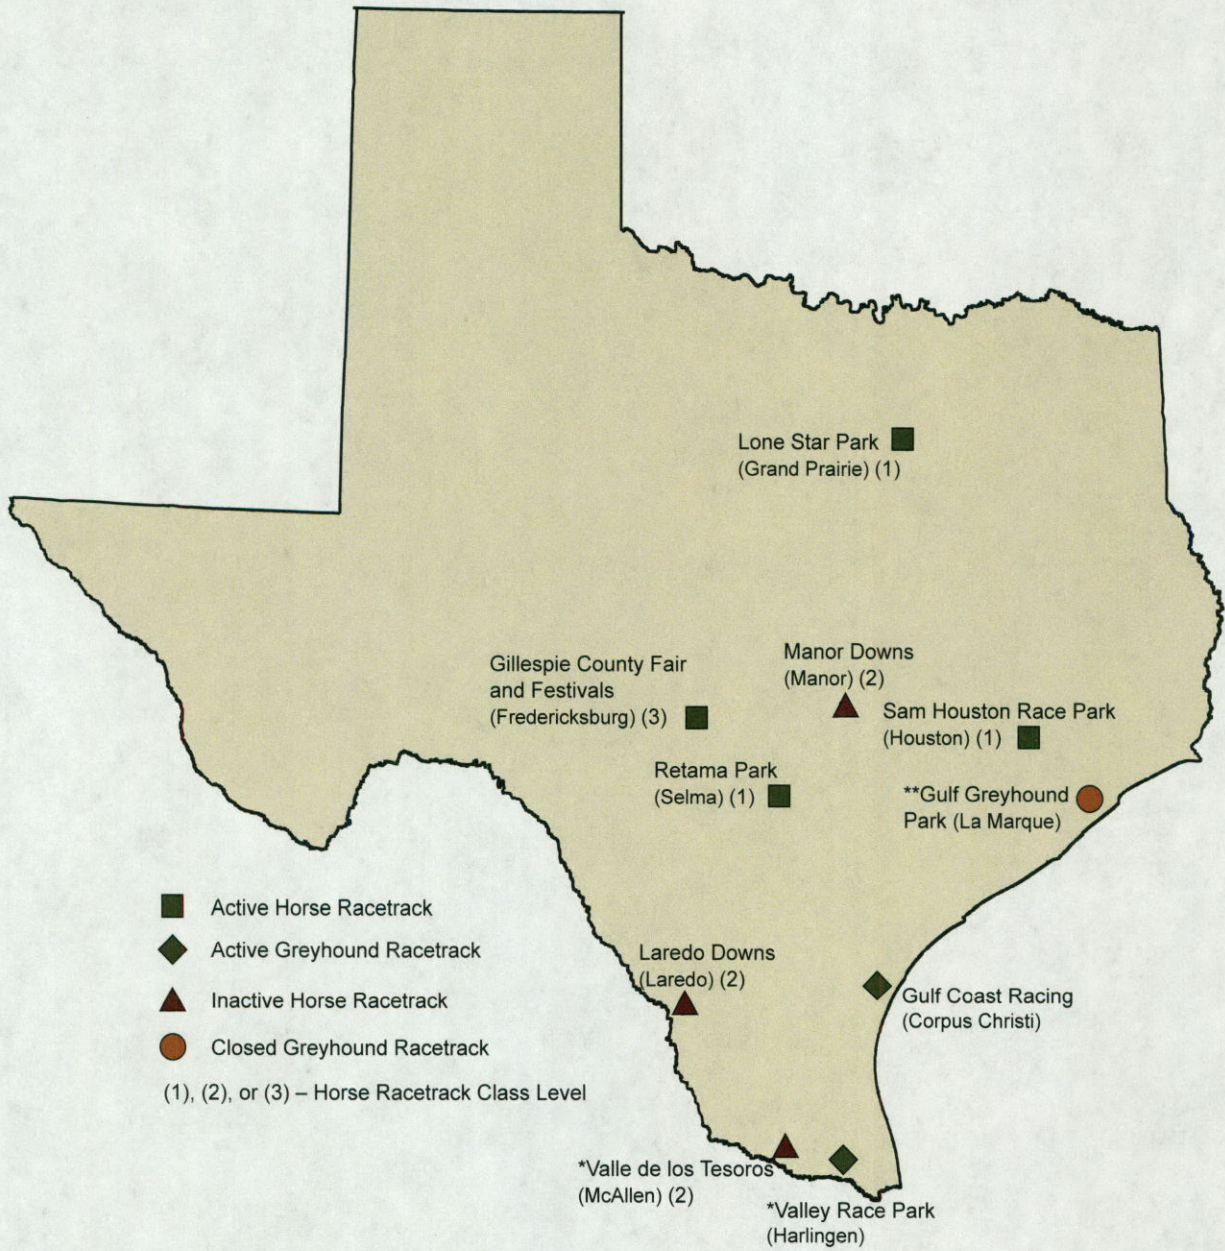 Lone Star Park
(Grand Prairie) (1)
Gillespie County Fair
and Festivals
(Fredericksburg) (3)
Manor Downs
(Manor) (2)
Sam Houston Race Park
(Houston) (1)
Retama Park
(Selma) (1)
**Gulf Greyhound
Park (La Marque)
Active Horse Racetrack
Active Greyhound Racetrack
Inactive Horse Racetrack
Closed Greyhound Racetrack
(1), (2), or (3) – Horse Racetrack Class Level
Laredo Downs
(Laredo) (2)
Gulf Coast Racing
(Corpus Christi)
*Valle de los Tesoros
(McAllen) (2)
*Valley Race Park
(Harlingen)